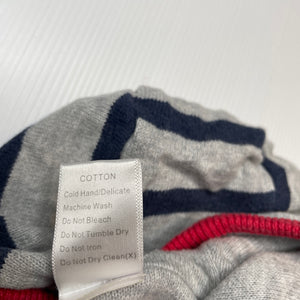 COTTON
Cold Hand/Delicate
Machine Wash
Do Not Bleach
Do Not Tumble Dry
Do Not Iron
Do Not Dry Clean(X)